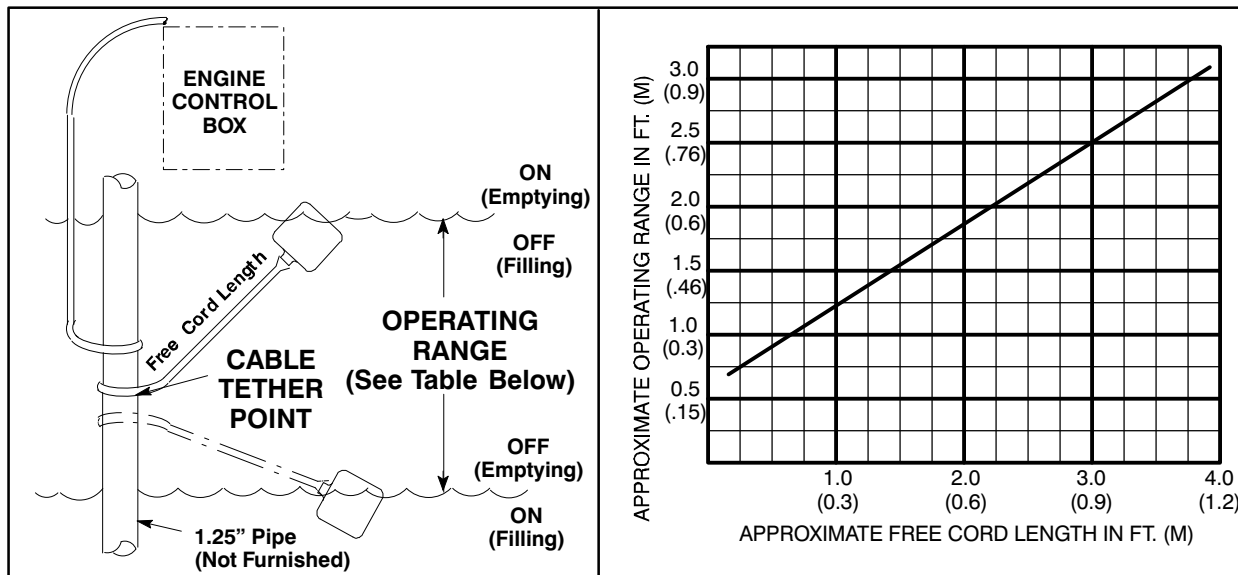 ENGINE
CONTROL
BOX
ON
(Emptying)
OFF
(Filling)
Free Cord Length
OPERATING
RANGE
(See Table Below)
CABLE
TETHER
POINT
OFF
(Emptying)
ON
(Filling)
1.25” Pipe
(Not Furnished)
APPROXIMATE OPERATING RANGE IN FT. (M)
3.0
(0.9)
2.5
(.76)
2.0
(0.6)
1.5
(.46)
1.0
(0.3)
0.5
(.15)
1.0 2.0 3.0 4.0
(0.3) (0.6) (0.9) (1.2)
APPROXIMATE FREE CORD LENGTH IN FT. (M)